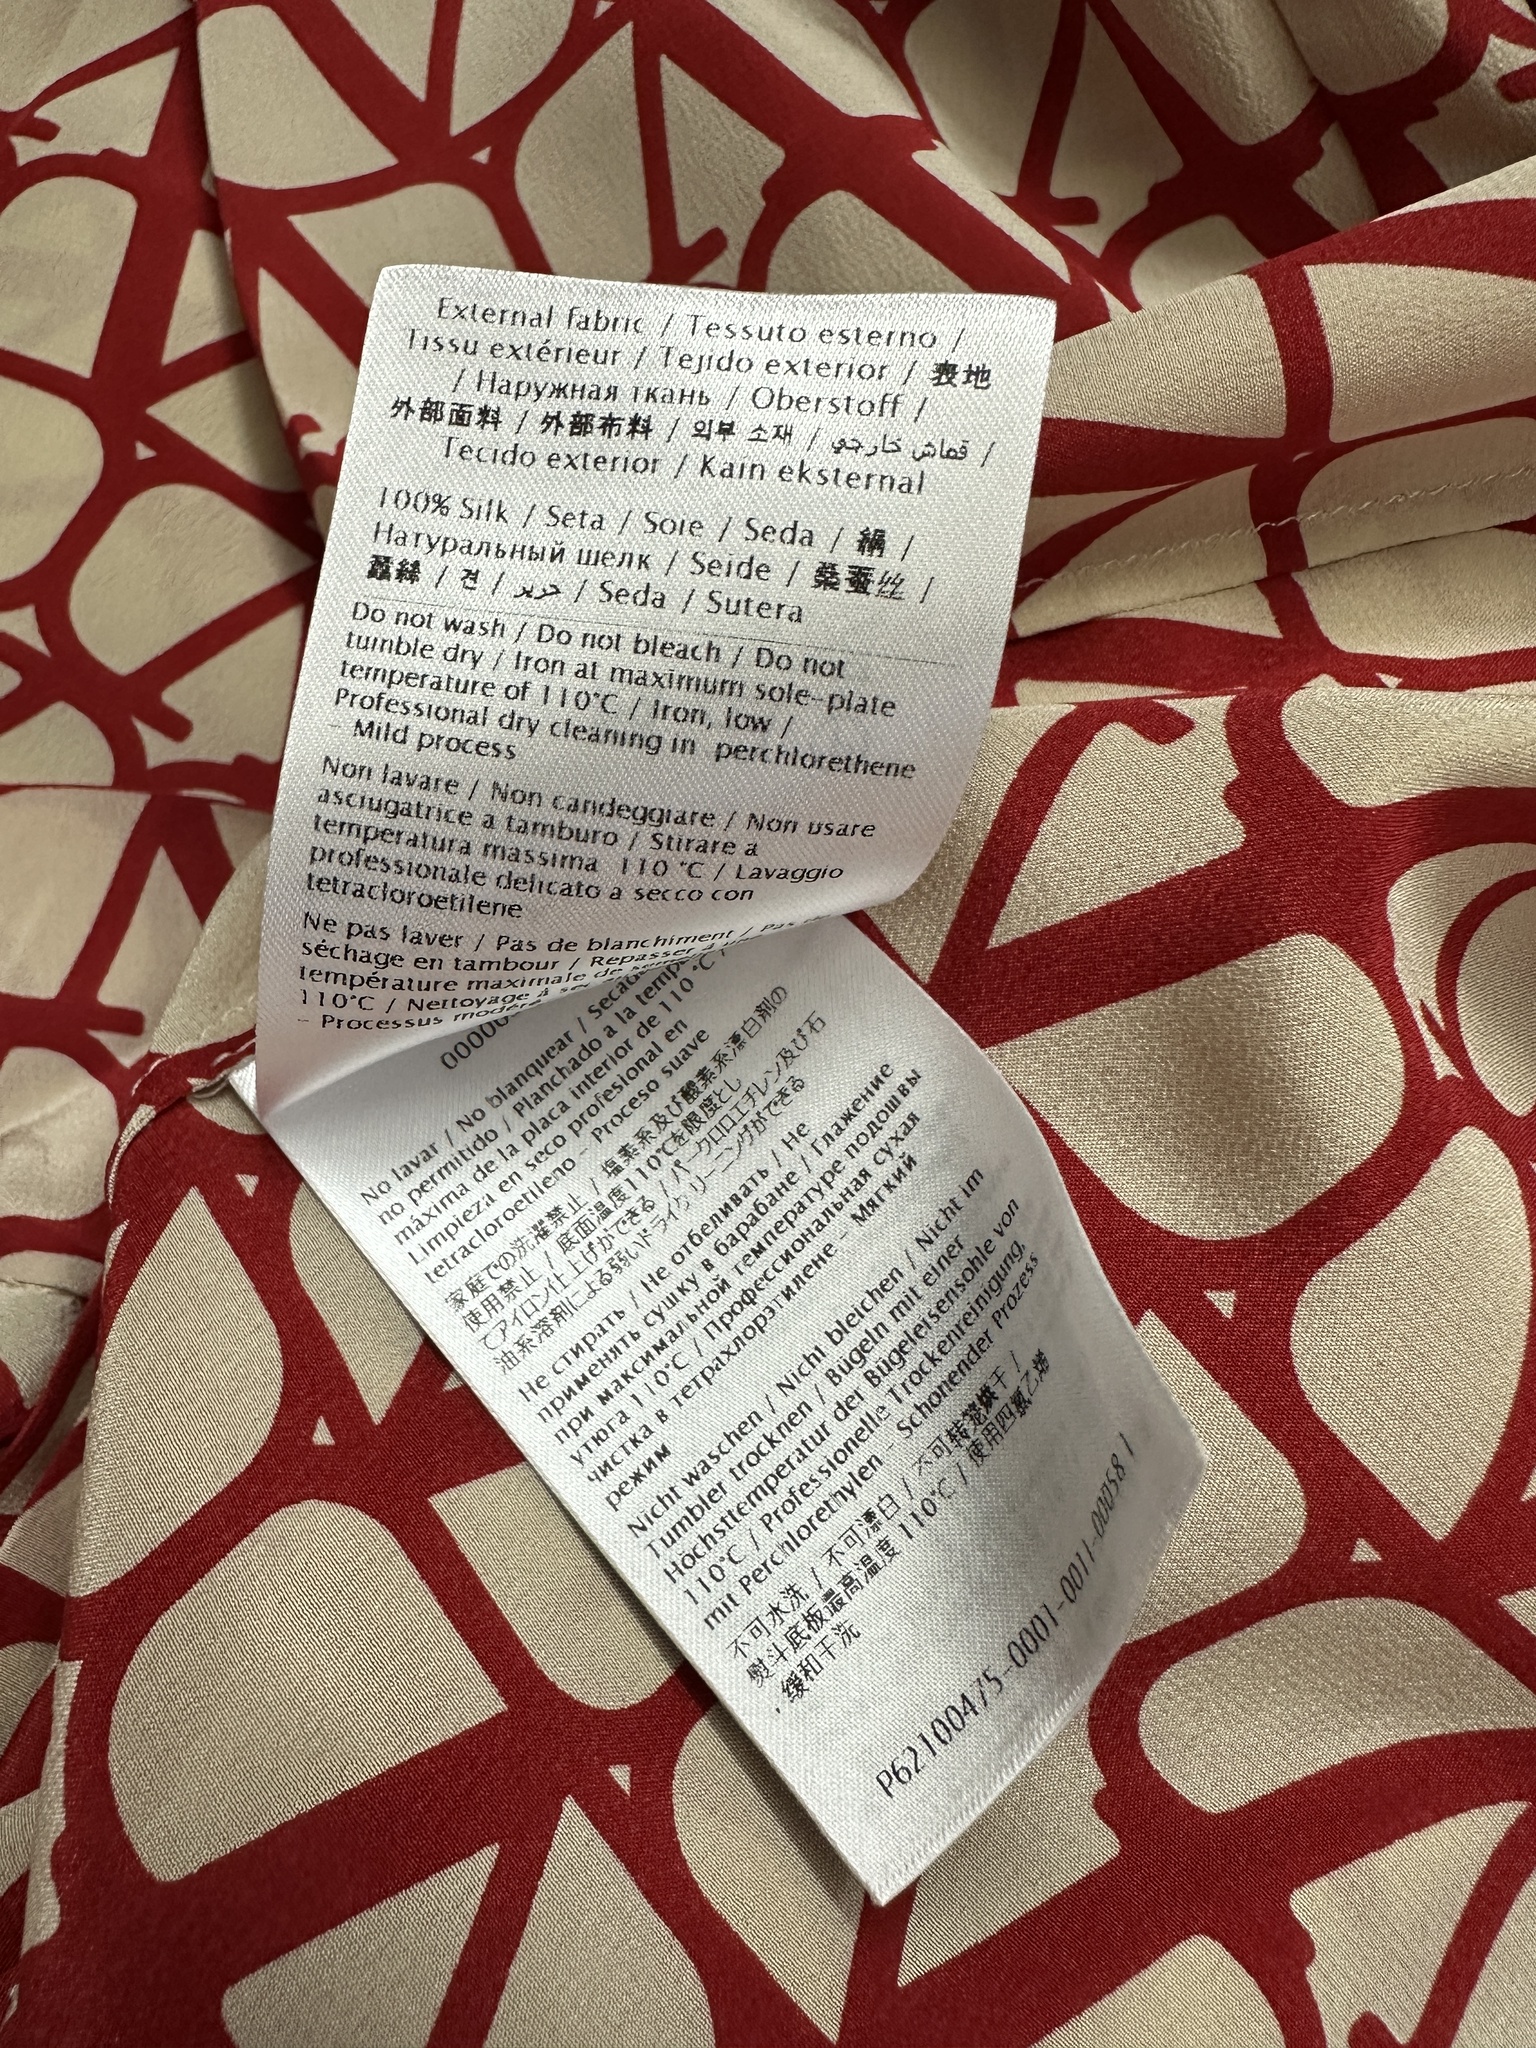 External fabric / Tessuto esterno /
Tissu extérieur / Tejido exterior / 表地
/ Наружная ткань / Oberstoff /
外部面料 / 外部布料 / 외부 소재 / قماش خارجي /
Tecido exterior / Kain eksternal
100% Silk / Seta / Soie / Seda / 絹 /
Натуральный шелк / Seide / 桑蚕丝 /
蠶絲 / 견 / حرير / Seda / Sutera
Do not wash / Do not bleach / Do not
tumble dry / Iron at maximum sole-plate
temperature of 110°C / Iron, low /
Professional dry cleaning in perchlorethene
- Mild process
Non lavare / Non candeggiare / Non usare
asciugatrice a tamburo / Stirare a
temperatura massima 110 °C / Lavaggio
professionale delicato a secco con
tetracloroetilene
Ne pas laver / Pas de blanchiment / Pas de
séchage en tambour / Repasser à une
température maximale de
110°C / Nettoyage à
- Processus modéré
00000
No lavar / No blanquear /
no permitido / Planchado a la
máxima de la placa interior de 110 °C
Limpieza en seco profesional en
tetracloroetileno - Proceso suave
家庭での洗濯禁止 / 塩素系及び酸素系漂白剤の
使用禁止 / 底面温度110℃を限度とし
てアイロン仕上げができる / パークロロエチレン及び石
油系溶剤による弱いドライクリーニングができる
Не стирать / Не отбеливать / Не
применять сушку в барабане / Глажение
при максимальной температуре подошвы
утюга 110°C / Профессиональная сухая
чистка в тетрахлорэтилене - Мягкий
режим
Nicht waschen / Nicht bleichen / Nicht im
Tumbler trocknen / Bügeln mit einer
Höchsttemperatur der Bügeleisensohle von
110°C / Professionelle Trockenreinigung,
mit Perchlorethylen - Schonender Prozess
不可水洗 / 不可漂白 / 不可转笼烘干 /
熨斗底板最高温度 110°C / 使用四氯乙烯
缓和干洗
P62100475-0001-0011-000581